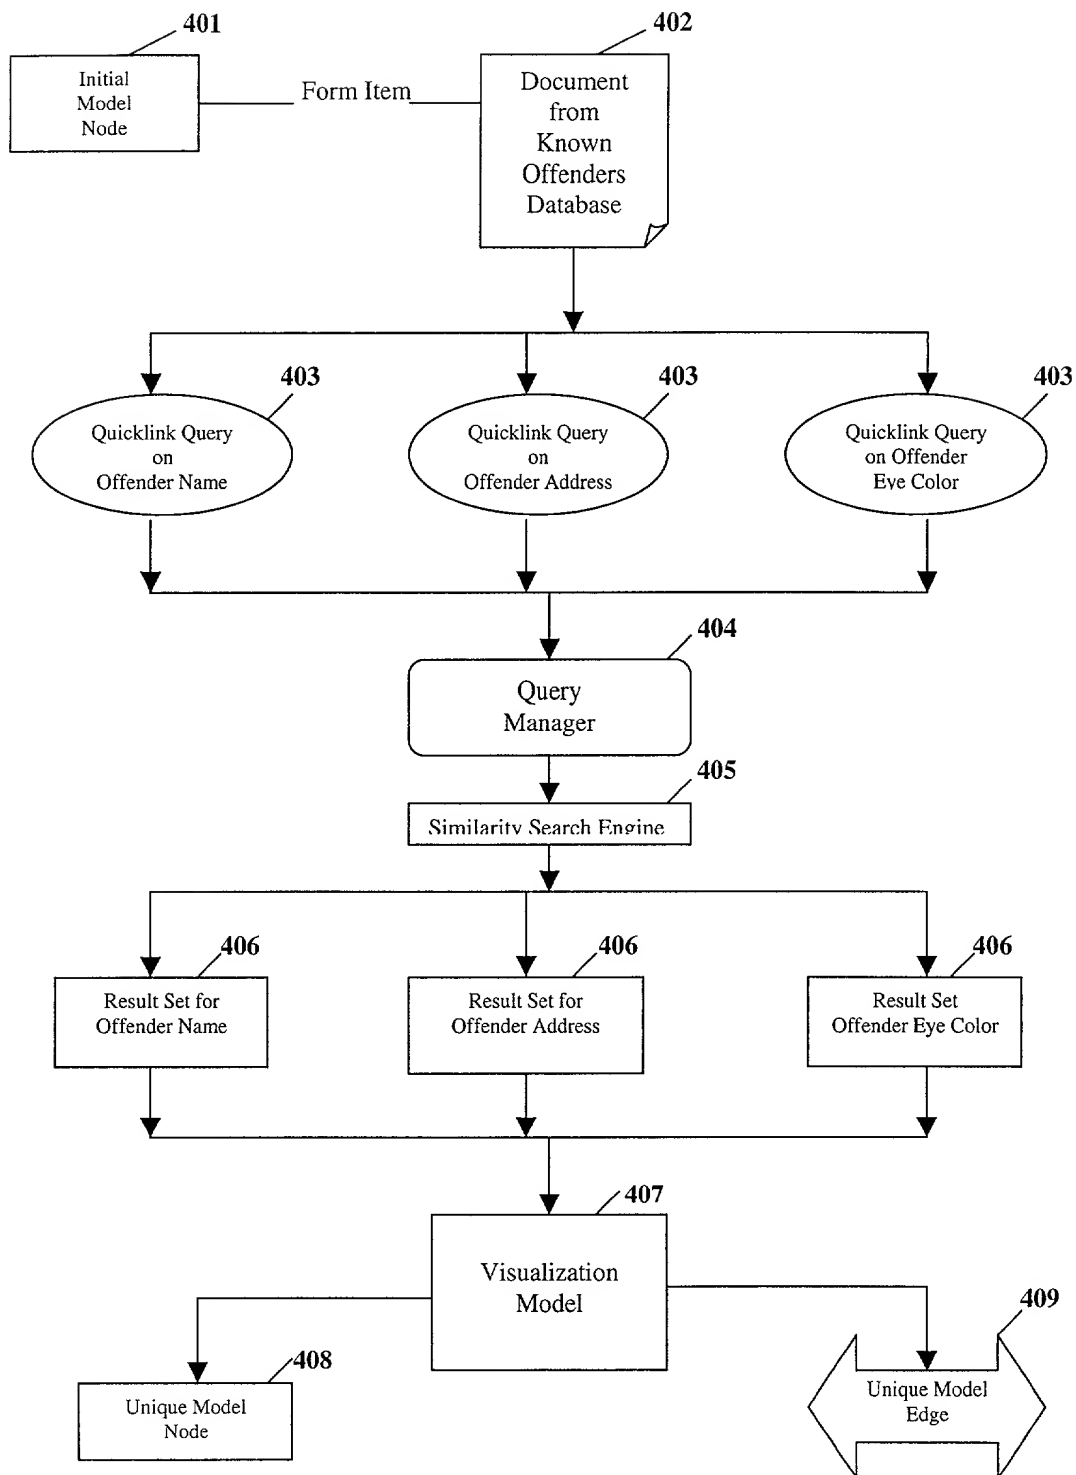 401
402
Initial
Model
Node
Form Item
Document
from
Known
Offenders
Database
403
403
403
Quicklink Query
on
Offender Name
Quicklink Query
on
Offender Address
Quicklink Query
on Offender
Eye Color
404
Query
Manager
405
Similarity Search Engine
406
406
406
Result Set for
Offender Name
Result Set for
Offender Address
Result Set
Offender Eye Color
407
Visualization
Model
408
409
Unique Model
Node
Unique Model
Edge